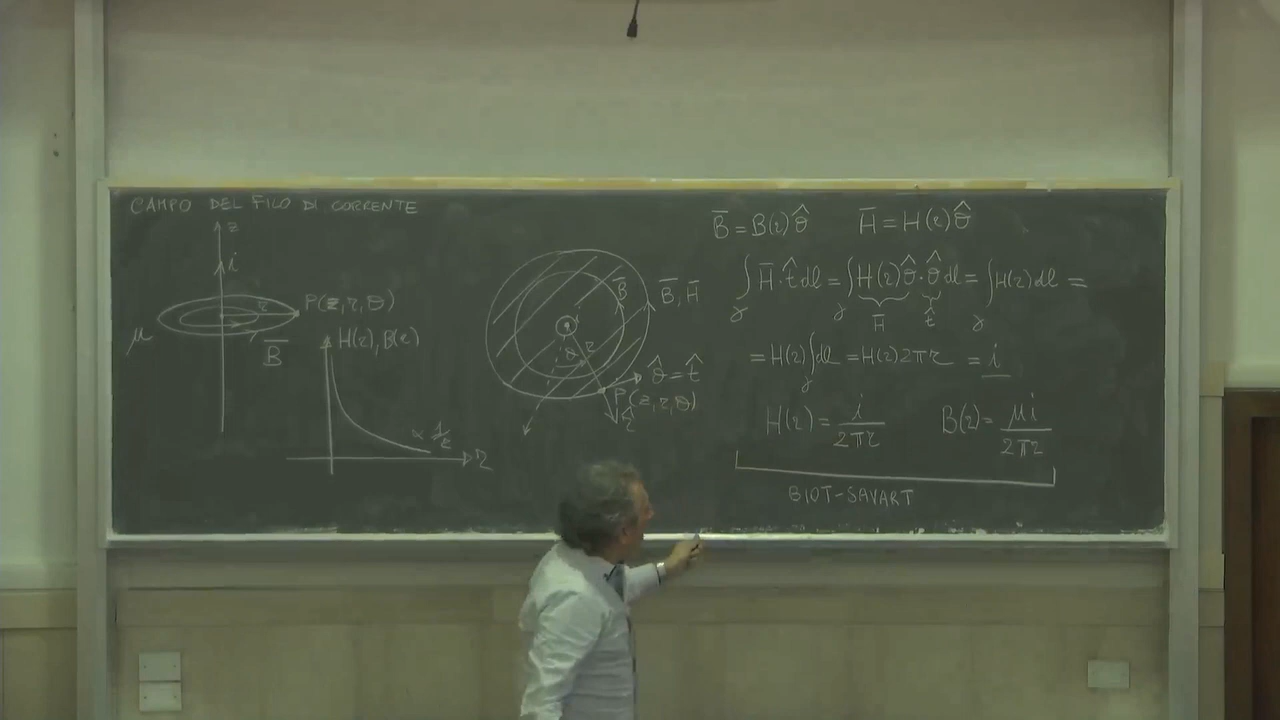 CAMPO DEL FILO DI CORRENTE
z
i
r
P(z,r,θ)
μ
B̅
H(r), B(r)
∝ 1/r
r
B̅
B̅, H̅
θ
r
θ̂ = t̂
P(z,r,θ)
r̂
B̅ = B(r) θ̂   H̅ = H(r) θ̂
∫γ H̅ · t̂ dl = ∫γ H(r) θ̂ · θ̂ dl = ∫γ H(r) dl =
H̅   t̂
= H(r) ∫γ dl = H(r) 2πr = i
H(r) = i / 2πr   B(r) = μi / 2πr
BIOT-SAVART